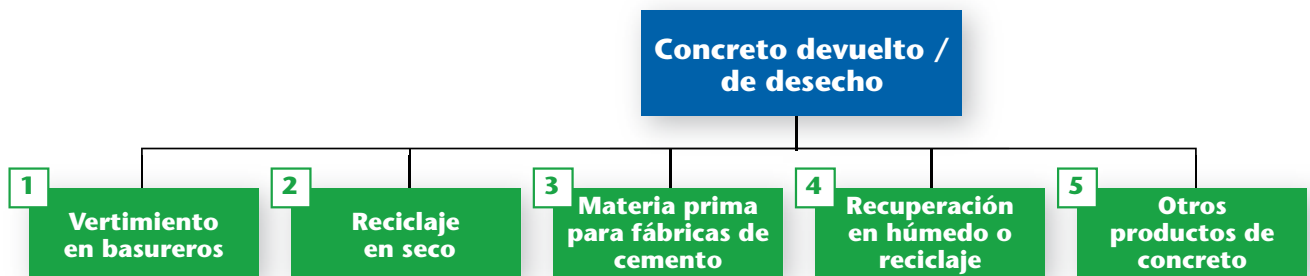 Concreto devuelto /
de desecho
1
Vertimiento
en basureros
2
Reciclaje
en seco
3
Materia prima
para fábricas de
cemento
4
Recuperación
en húmedo o
reciclaje
5
Otros
productos de
concreto